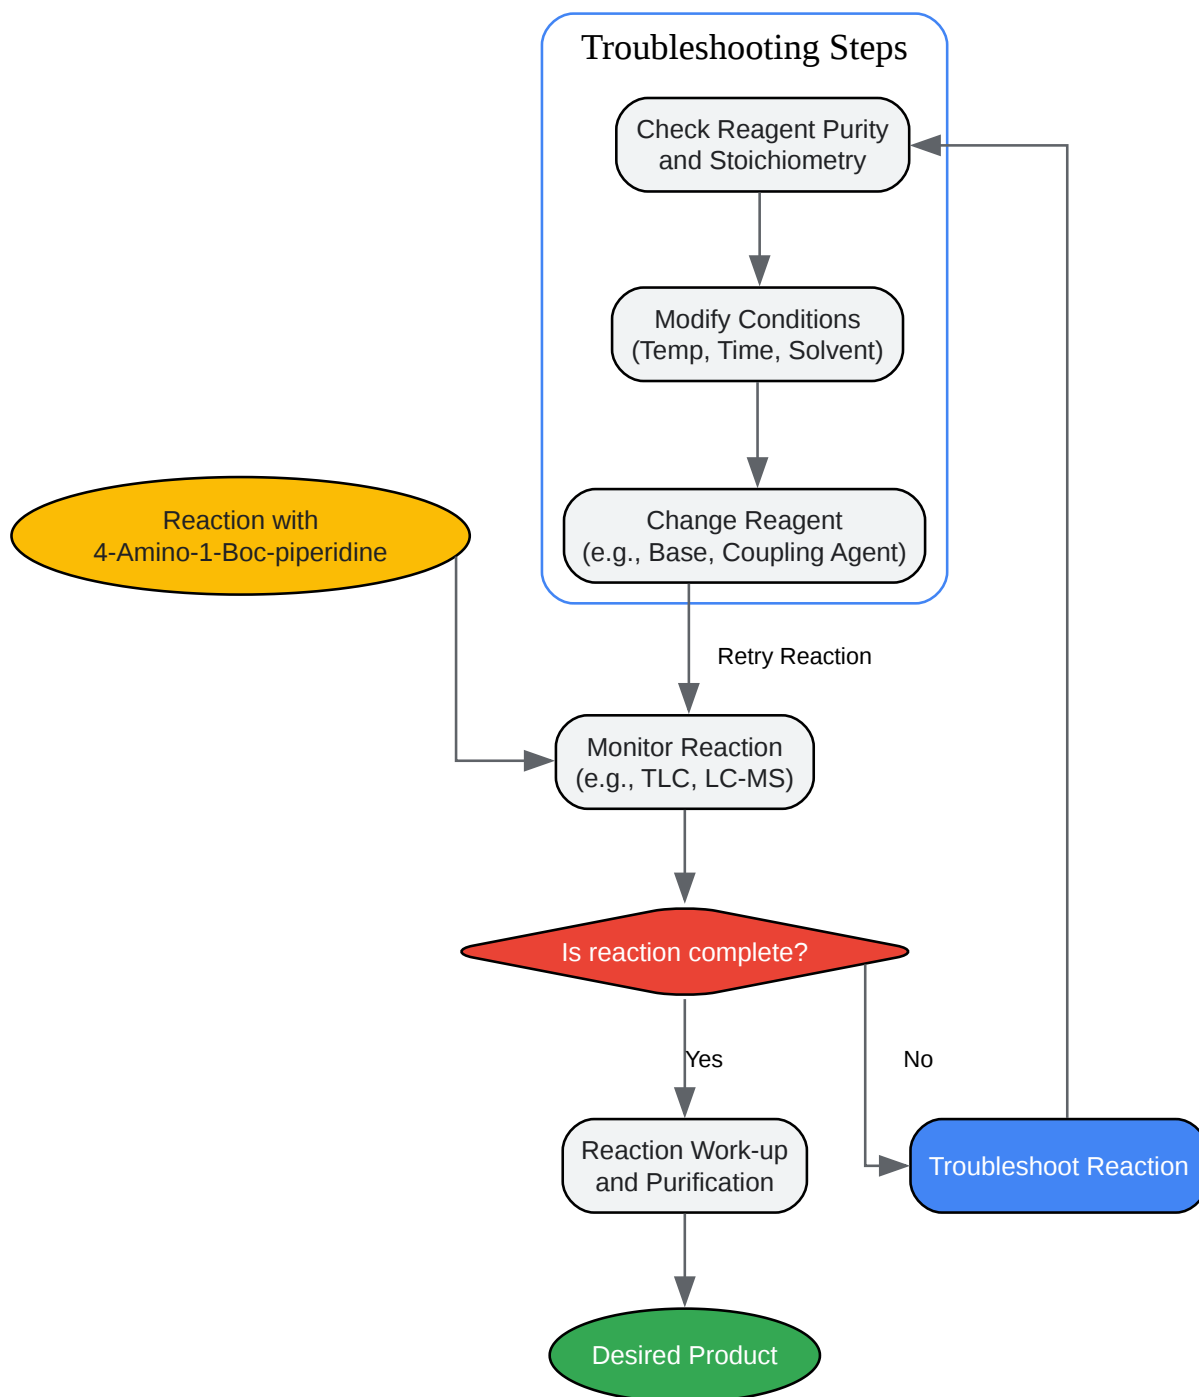 Troubleshooting Steps
Check Reagent Purity
and Stoichiometry
Modify Conditions
(Temp, Time, Solvent)
Change Reagent
(e.g., Base, Coupling Agent)
Reaction with
4-Amino-1-Boc-piperidine
Retry Reaction
Monitor Reaction
(e.g., TLC, LC-MS)
Is reaction complete?
Yes
No
Reaction Work-up
and Purification
Troubleshoot Reaction
Desired Product